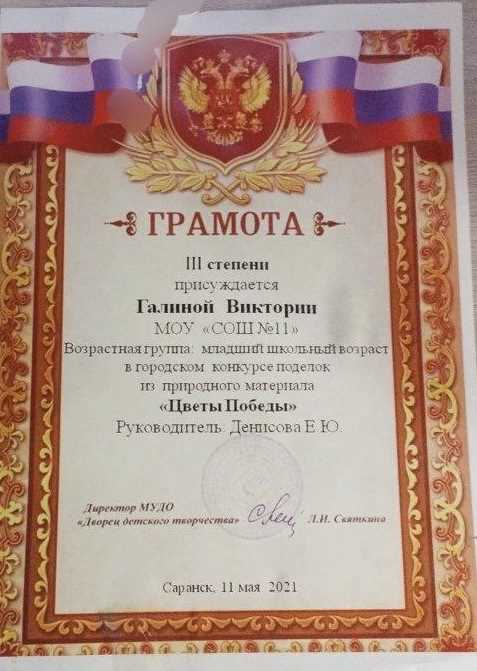 ГРАМОТА
III степени
присуждается
Галиной Виктории
МОУ «СОШ №11»
Возрастная группа: младший школьный возраст
в городском конкурсе поделок
из природного материала
«Цветы Победы»
Руководитель: Денисова Е.Ю.
Директор МУДО
«Дворец детского творчества» Л.И. Святкина
Саранск, 11 мая 2021